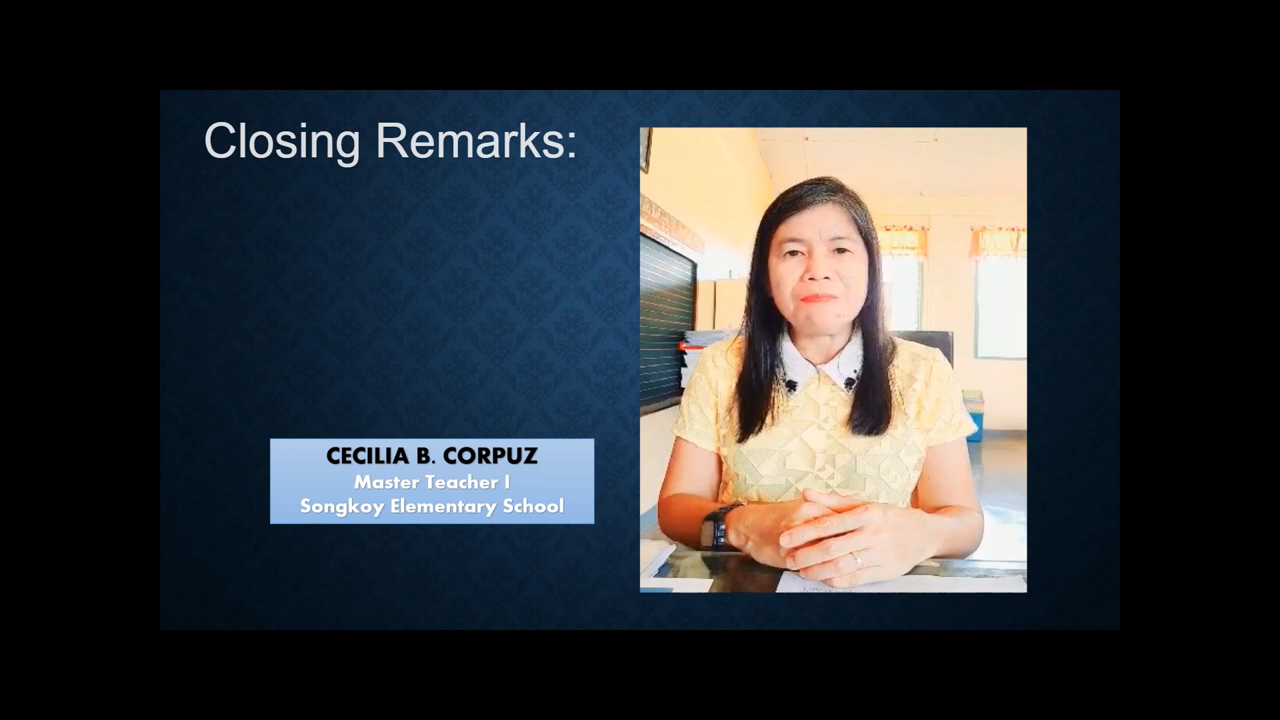 Closing Remarks:
CECILIA B. CORPUZ
Master Teacher I
Songkoy Elementary School